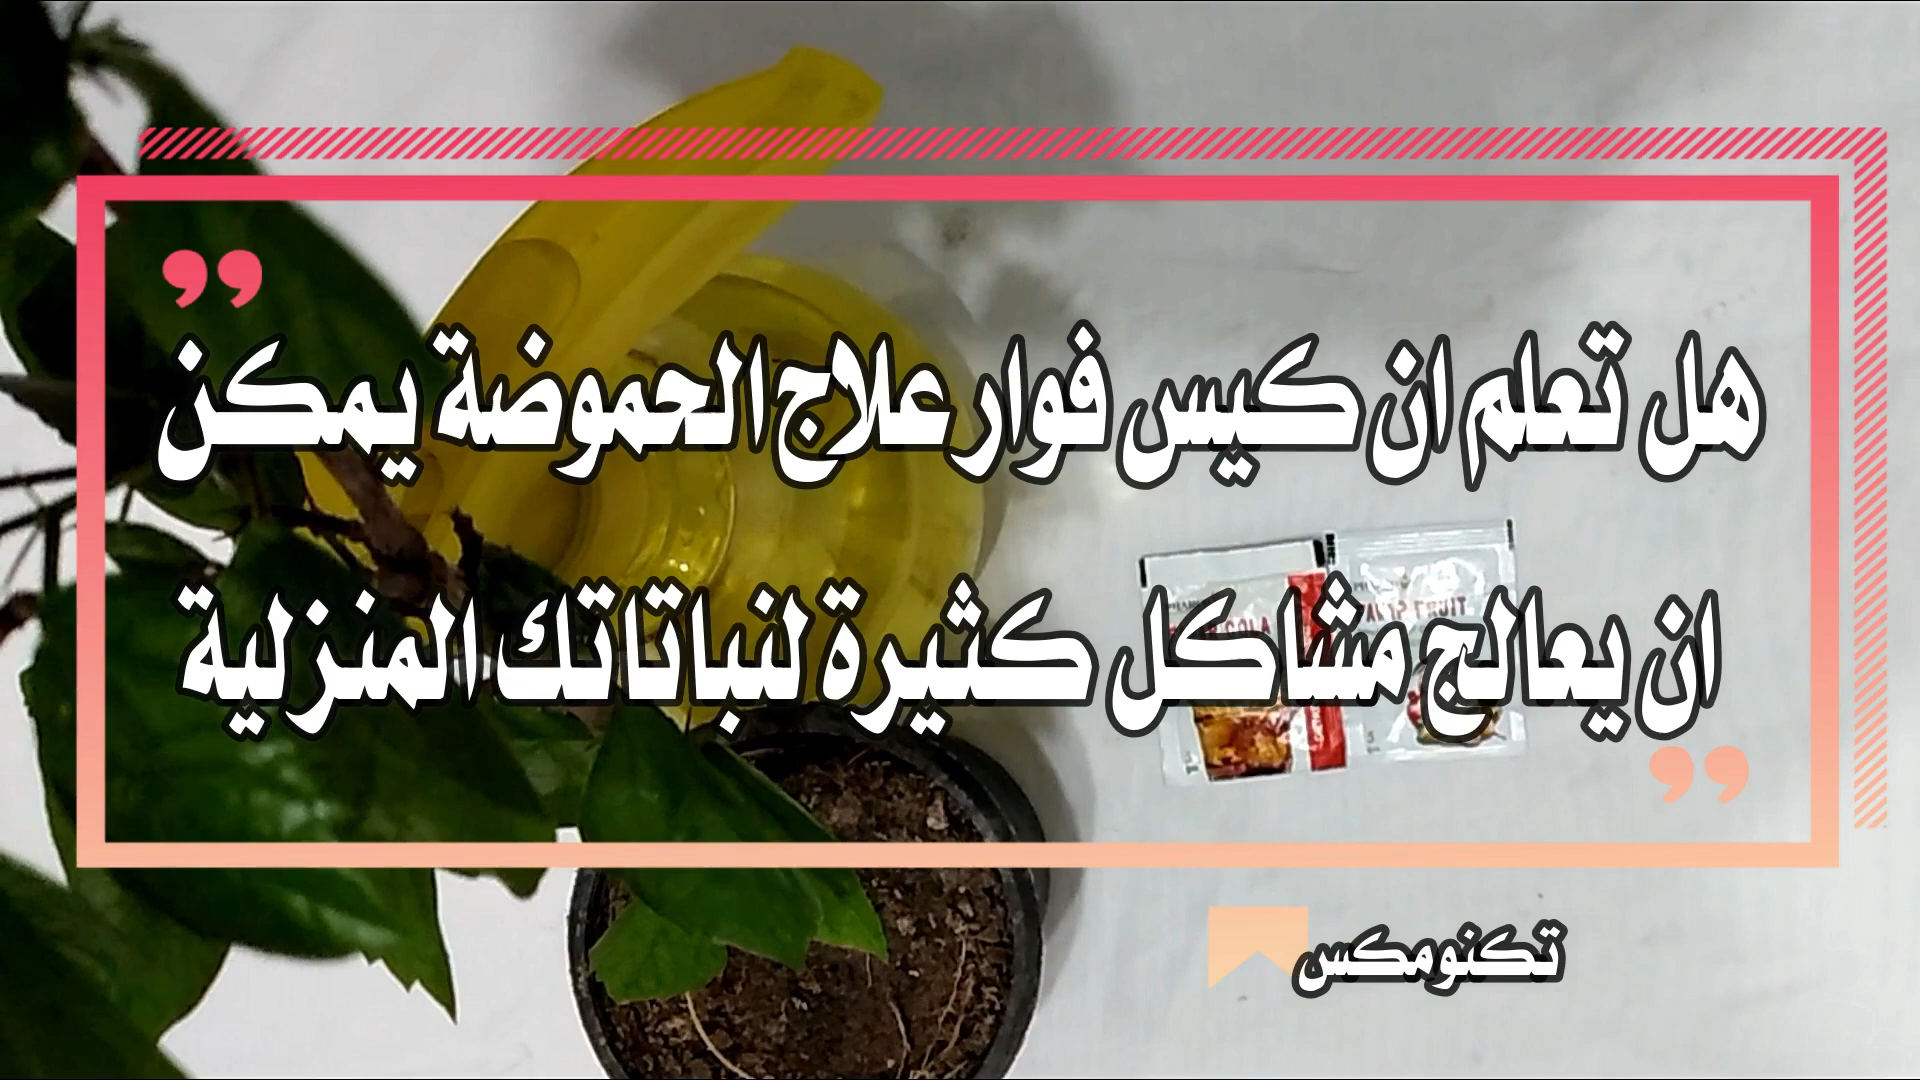 هل تعلم ان كيس فوار علاج الحموضة يمكن
ان يعالج مشاكل كثيرة لنباتاتك المنزلية
تكنومكس